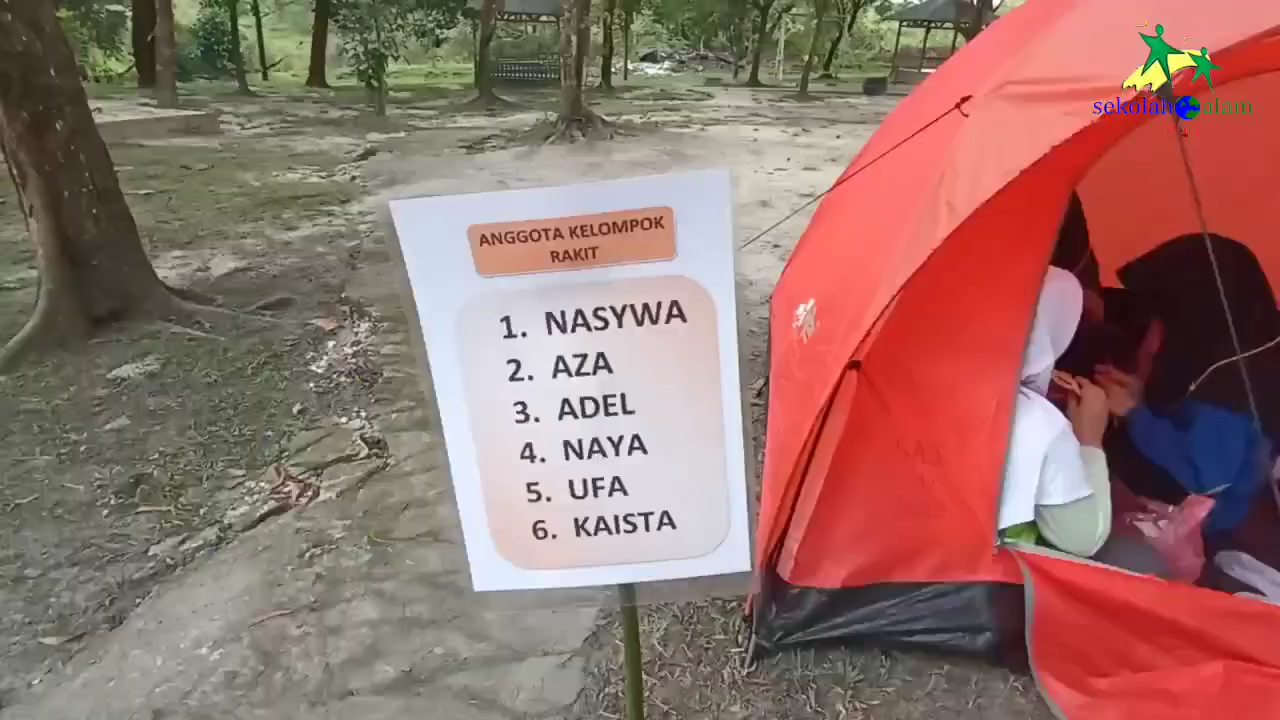 sekolah alam
ANGGOTA KELOMPOK
RAKIT
1. NASYWA
2. AZA
3. ADEL
4. NAYA
5. UFA
6. KAISTA